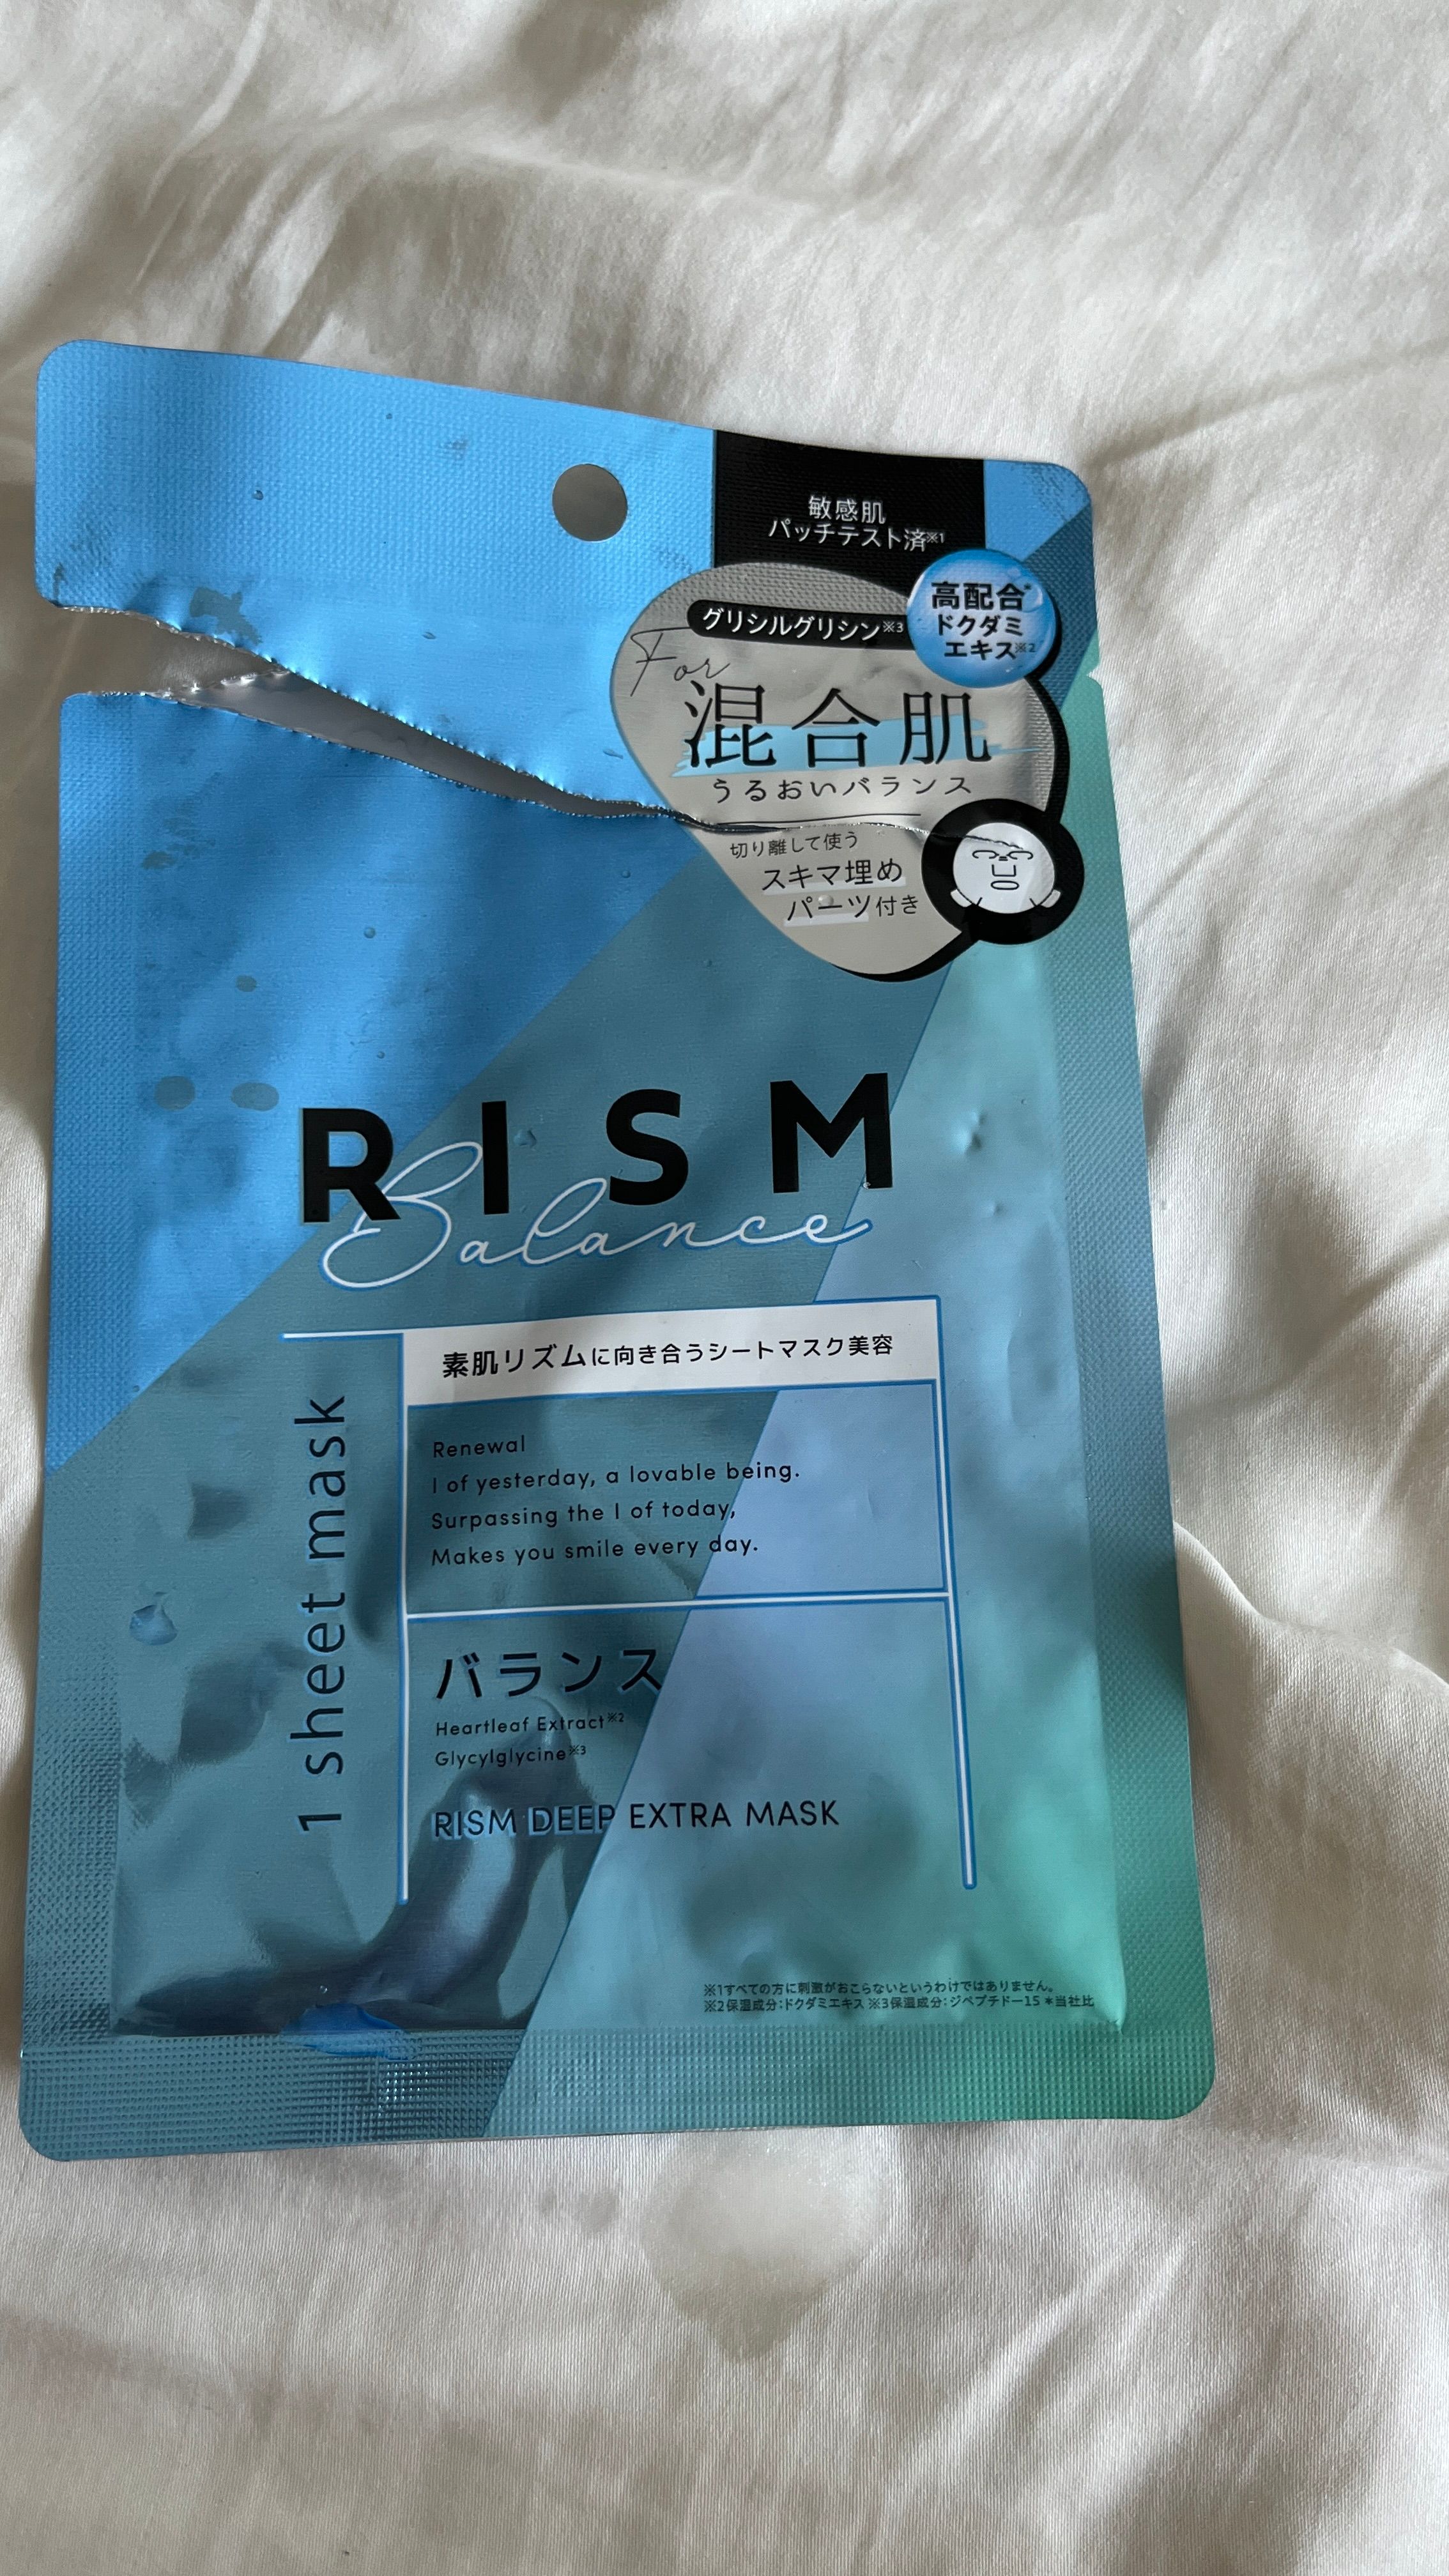 敏感肌
パッチテスト済※1
高配合*
ドクダミ
エキス※2
グリシルグリシン※3
For
混合肌
うるおいバランス
切り離して使う
スキマ埋め
パーツ付き
RISM
Balance
素肌リズムに向き合うシートマスク美容
1 sheet mask
Renewal
I of yesterday, a lovable being.
Surpassing the I of today,
Makes you smile every day.
バランス
Heartleaf Extract※2
Glycylglycine※3
RISM DEEP EXTRA MASK
※1すべての方に刺激がおこらないというわけではありません。
※2保湿成分:ドクダミエキス ※3保湿成分:ジペプチド-15 *当社比